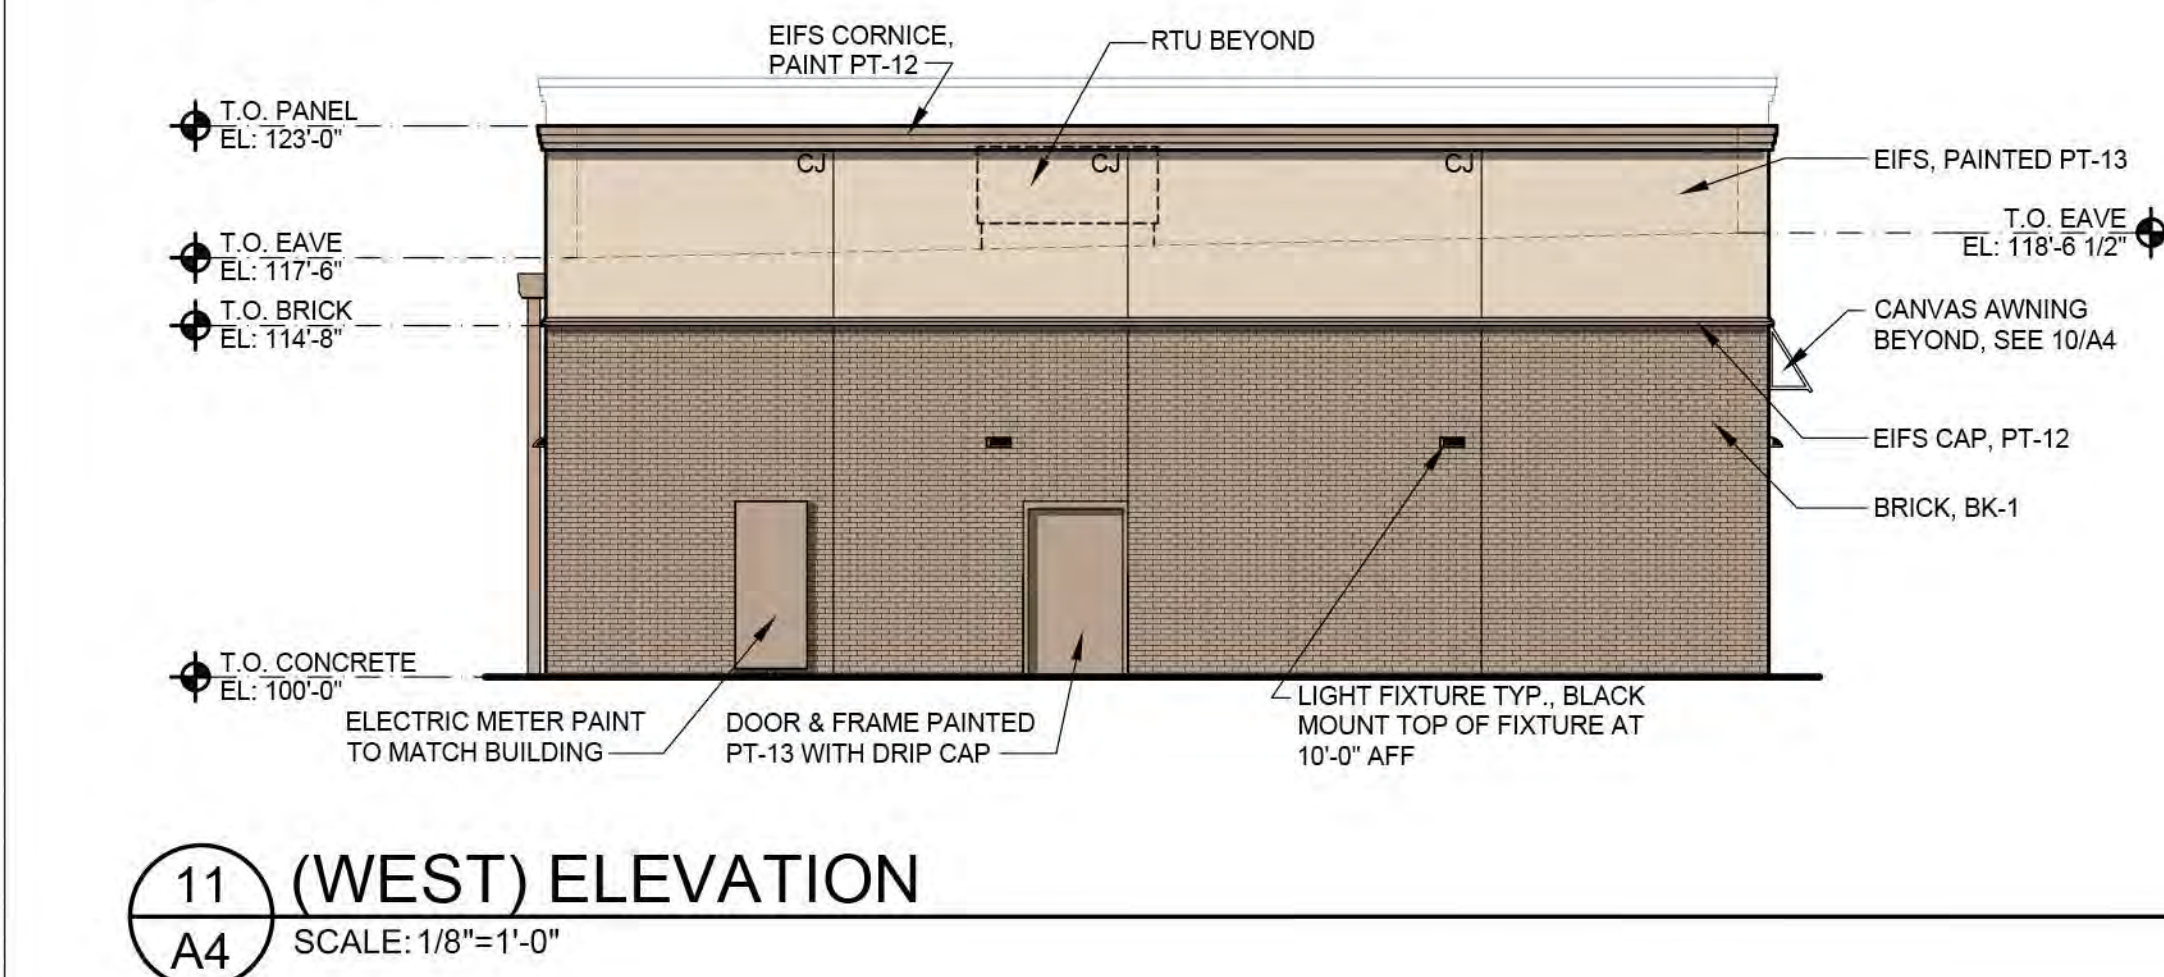 EIFS CORNICE,
PAINT PT-12
RTU BEYOND
T.O. PANEL
EL: 123'-0"
CJ
CJ
CJ
EIFS, PAINTED PT-13
T.O. EAVE
EL: 117'-6"
T.O. EAVE
EL: 118'-6 1/2"
T.O. BRICK
EL: 114'-8"
CANVAS AWNING
BEYOND, SEE 10/A4
EIFS CAP, PT-12
BRICK, BK-1
T.O. CONCRETE
EL: 100'-0"
ELECTRIC METER PAINT
TO MATCH BUILDING
DOOR & FRAME PAINTED
PT-13 WITH DRIP CAP
LIGHT FIXTURE TYP., BLACK
MOUNT TOP OF FIXTURE AT
10'-0" AFF
11
A4
(WEST) ELEVATION
SCALE: 1/8"=1'-0"